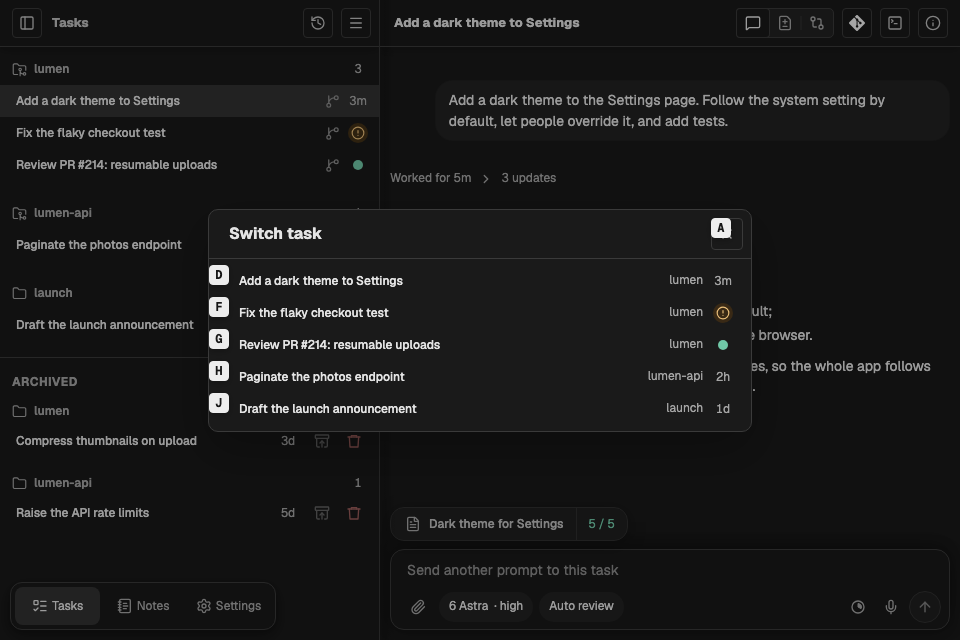 Tasks
Add a dark theme to Settings
lumen 3
Add a dark theme to Settings 3m
Fix the flaky checkout test
Review PR #214: resumable uploads
lumen-api
Paginate the photos endpoint
launch
Draft the launch announcement
ARCHIVED
lumen
Compress thumbnails on upload 3d
lumen-api 1
Raise the API rate limits 5d
Tasks Notes Settings
Add a dark theme to the Settings page. Follow the system setting by
default, let people override it, and add tests.
Worked for 5m 3 updates
ult;
browser.
es, so the whole app follows
Switch task A
D Add a dark theme to Settings lumen 3m
F Fix the flaky checkout test lumen
G Review PR #214: resumable uploads lumen
H Paginate the photos endpoint lumen-api 2h
J Draft the launch announcement launch 1d
Dark theme for Settings 5 / 5
Send another prompt to this task
6 Astra · high Auto review